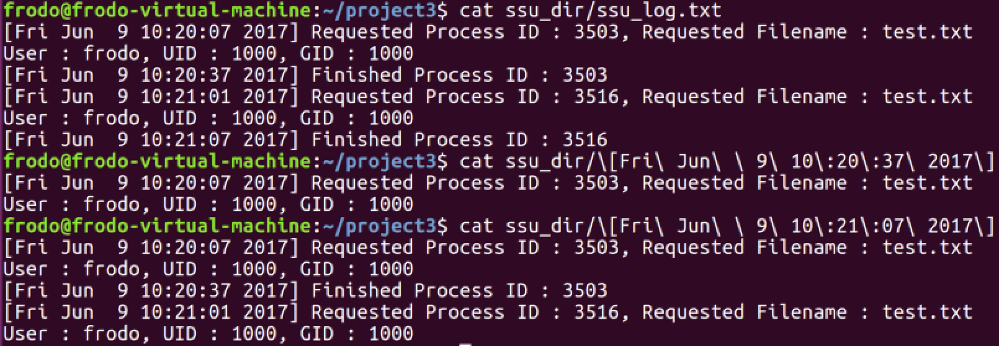 frodo@frodo-virtual-machine:~/project3$ cat ssu_dir/ssu_log.txt
[Fri Jun  9 10:20:07 2017] Requested Process ID : 3503, Requested Filename : test.txt
User : frodo, UID : 1000, GID : 1000
[Fri Jun  9 10:20:37 2017] Finished Process ID : 3503
[Fri Jun  9 10:21:01 2017] Requested Process ID : 3516, Requested Filename : test.txt
User : frodo, UID : 1000, GID : 1000
[Fri Jun  9 10:21:07 2017] Finished Process ID : 3516
frodo@frodo-virtual-machine:~/project3$ cat ssu_dir/\[Fri\ Jun\ \ 9\ 10\:20\:37\ 2017\]
[Fri Jun  9 10:20:07 2017] Requested Process ID : 3503, Requested Filename : test.txt
User : frodo, UID : 1000, GID : 1000
frodo@frodo-virtual-machine:~/project3$ cat ssu_dir/\[Fri\ Jun\ \ 9\ 10\:21\:07\ 2017\]
[Fri Jun  9 10:20:07 2017] Requested Process ID : 3503, Requested Filename : test.txt
User : frodo, UID : 1000, GID : 1000
[Fri Jun  9 10:20:37 2017] Finished Process ID : 3503
[Fri Jun  9 10:21:01 2017] Requested Process ID : 3516, Requested Filename : test.txt
User : frodo, UID : 1000, GID : 1000